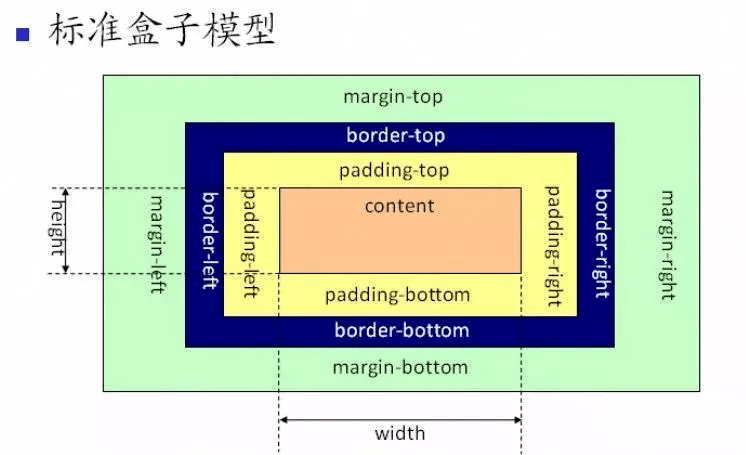 标准盒子模型
margin-top
border-top
padding-top
content
height
margin-left
border-left
padding-left
padding-right
border-right
margin-right
padding-bottom
border-bottom
margin-bottom
width